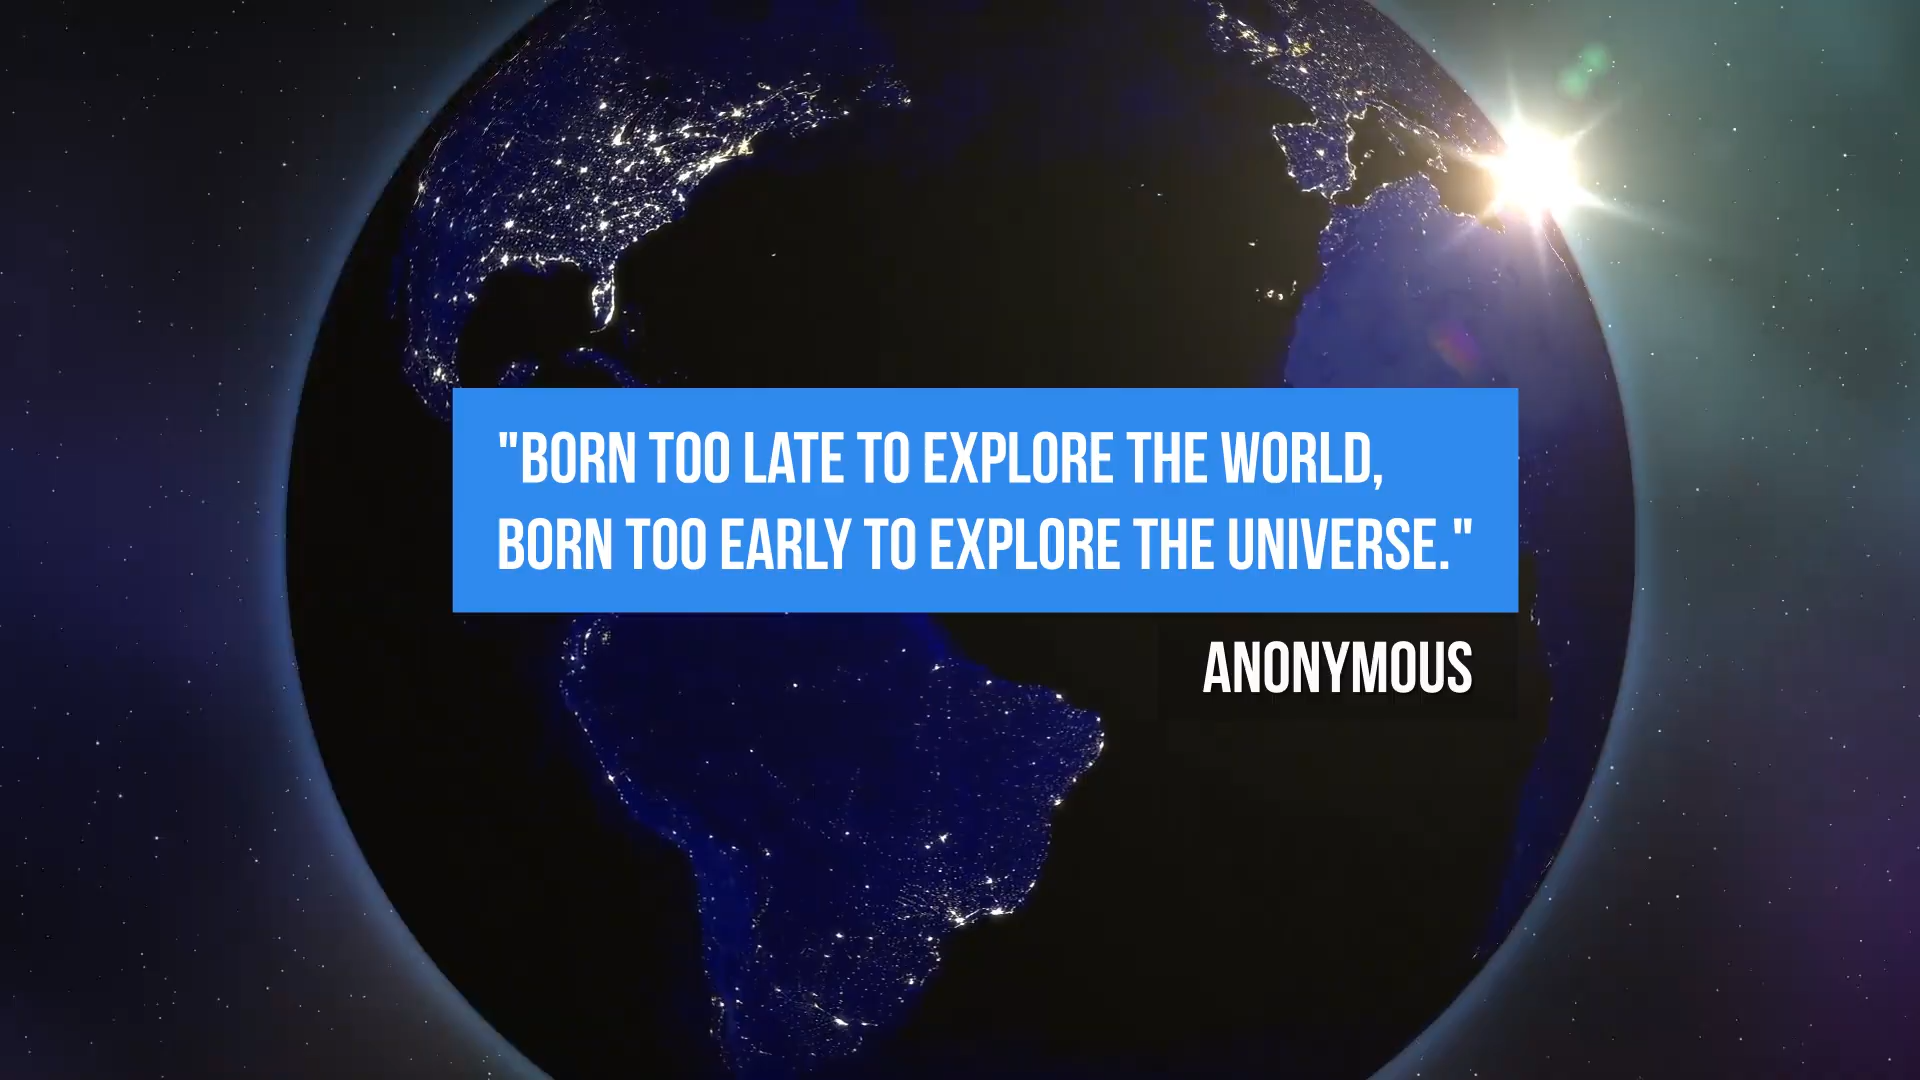 "BORN TOO LATE TO EXPLORE THE WORLD,
BORN TOO EARLY TO EXPLORE THE UNIVERSE."
ANONYMOUS